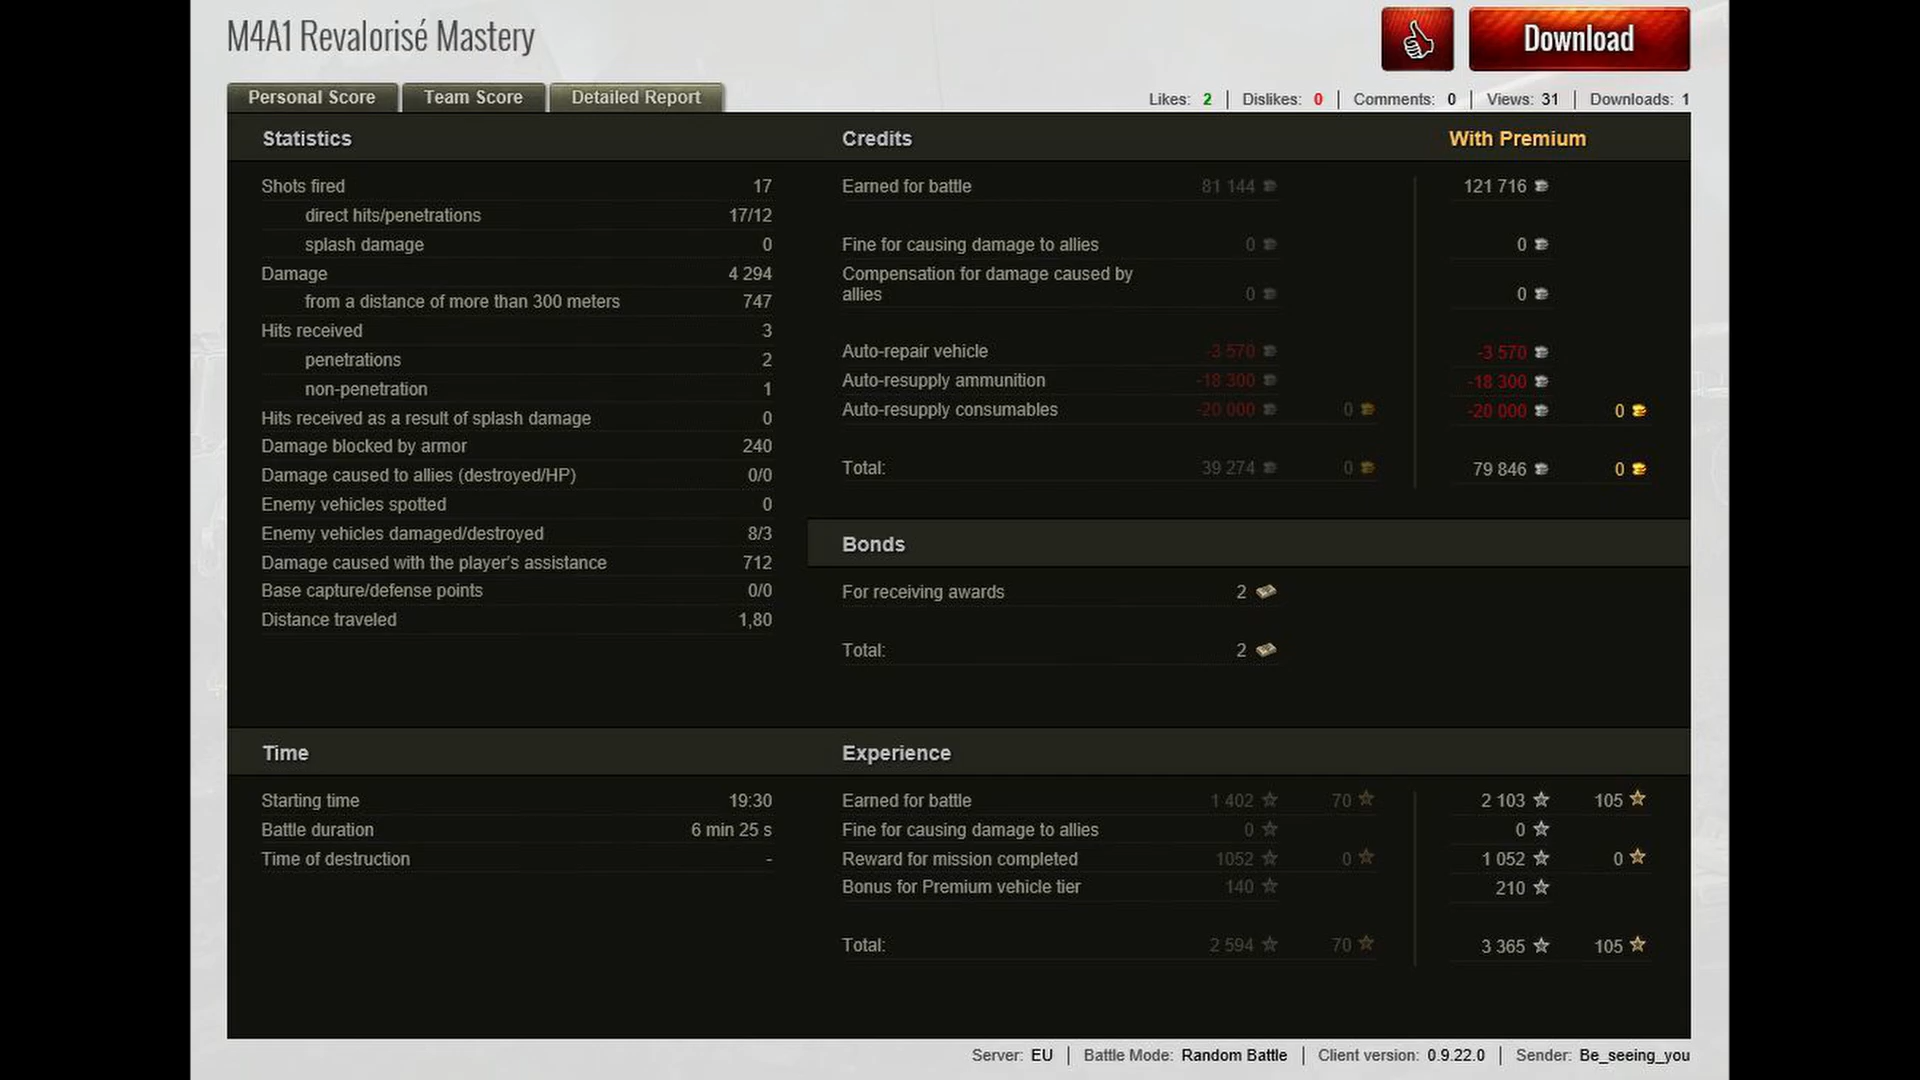 M4A1 Revalorisé Mastery
Download
Personal Score Team Score Detailed Report
Likes: 2 | Dislikes: 0 | Comments: 0 | Views: 31 | Downloads: 1
Statistics
Shots fired 17
direct hits/penetrations 17/12
splash damage 0
Damage 4 294
from a distance of more than 300 meters 747
Hits received 3
penetrations 2
non-penetration 1
Hits received as a result of splash damage 0
Damage blocked by armor 240
Damage caused to allies (destroyed/HP) 0/0
Enemy vehicles spotted 0
Enemy vehicles damaged/destroyed 8/3
Damage caused with the player's assistance 712
Base capture/defense points 0/0
Distance traveled 1,80
Credits With Premium
Earned for battle 81 144 121 716
Fine for causing damage to allies 0 0
Compensation for damage caused by
allies 0 0
Auto-repair vehicle -3 570 -3 570
Auto-resupply ammunition -18 300 -18 300
Auto-resupply consumables -20 000 0 -20 000 0
Total: 39 274 0 79 846 0
Bonds
For receiving awards 2
Total: 2
Time
Starting time 19:30
Battle duration 6 min 25 s
Time of destruction -
Experience
Earned for battle 1 402 70 2 103 105
Fine for causing damage to allies 0 0
Reward for mission completed 1052 0 1 052 0
Bonus for Premium vehicle tier 140 210
Total: 2 594 70 3 365 105
Server: EU | Battle Mode: Random Battle | Client version: 0.9.22.0 | Sender: Be_seeing_you